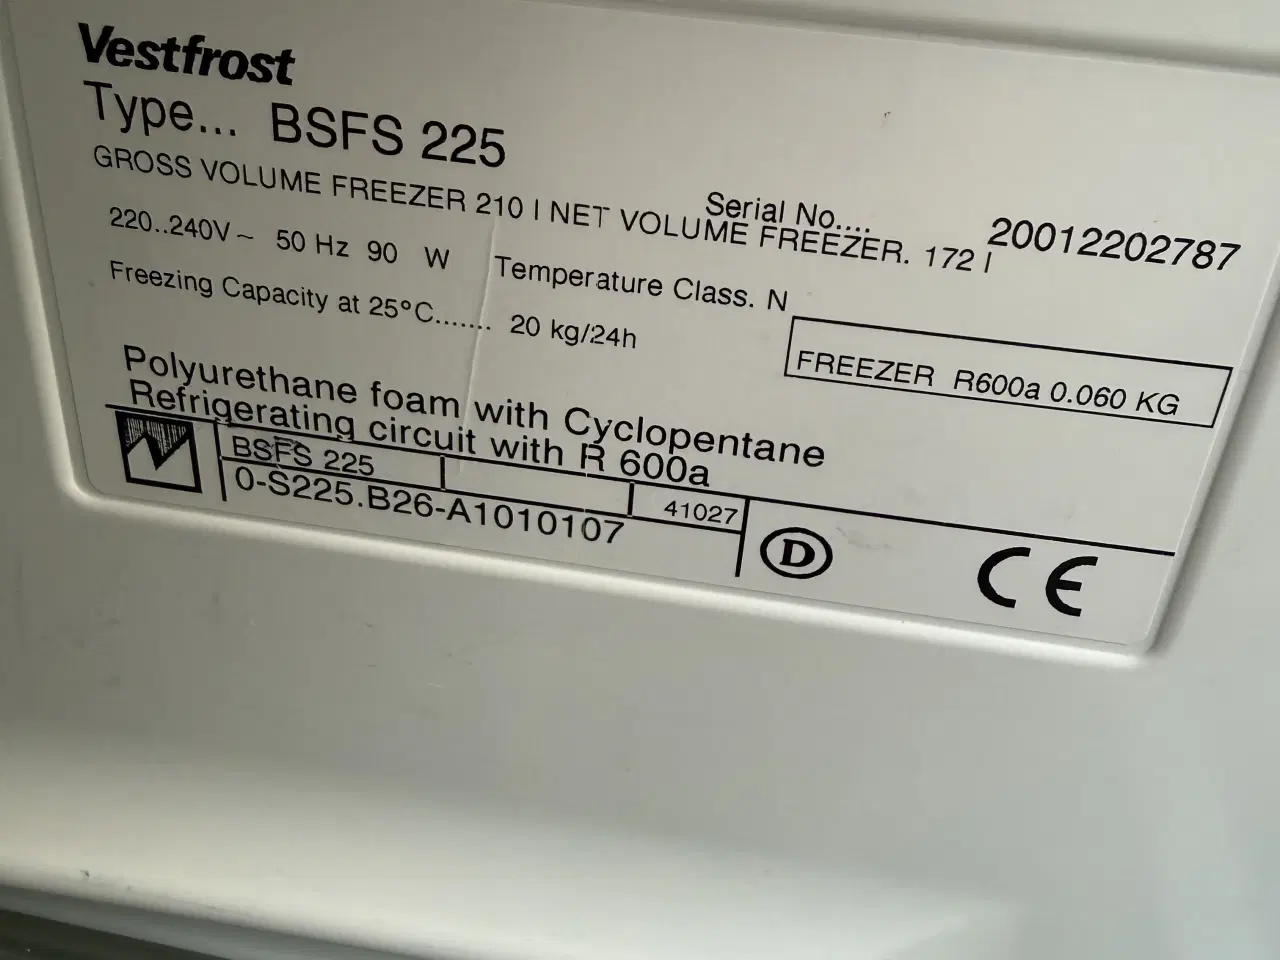 Vestfrost
Type... BSFS 225
Serial No.... 20012202787
GROSS VOLUME FREEZER 210 l NET VOLUME FREEZER. 172 l
220..240V ~ 50 Hz 90 W Temperature Class. N
Freezing Capacity at 25°C....... 20 kg/24h
FREEZER R600a 0.060 KG
Polyurethane foam with Cyclopentane
Refrigerating circuit with R 600a
BSFS 225 41027
0-S225.B26-A1010107
D CE